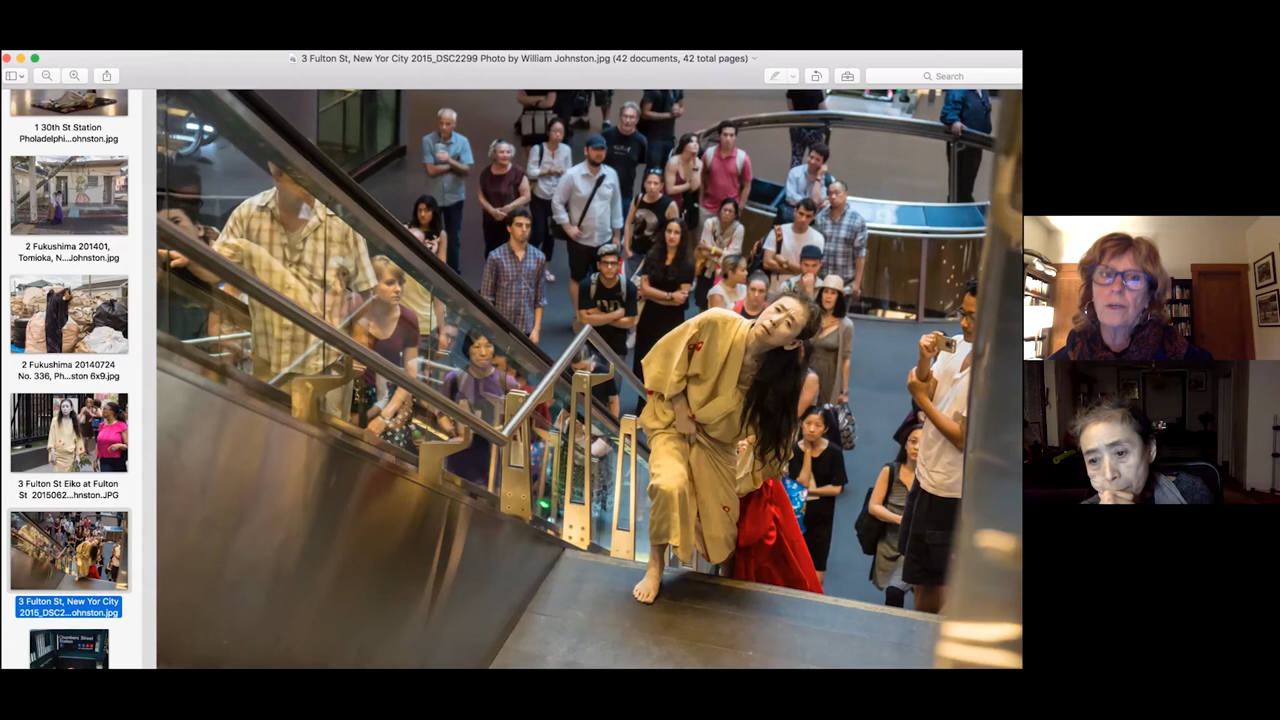 3 Fulton St, New Yor City 2015_DSC2299 Photo by William Johnston.jpg (42 documents, 42 total pages)
Search
1 30th St Station
Pholadelphi...ohnston.jpg
2 Fukushima 201401,
Tomioka, N...Johnston.jpg
2 Fukushima 20140724
No. 336, Ph...ston 6x9.jpg
3 Fulton St Eiko at Fulton
St 2015062...hnston.JPG
3 Fulton St, New Yor City
2015_DSC2...ohnston.jpg
Chambers Street